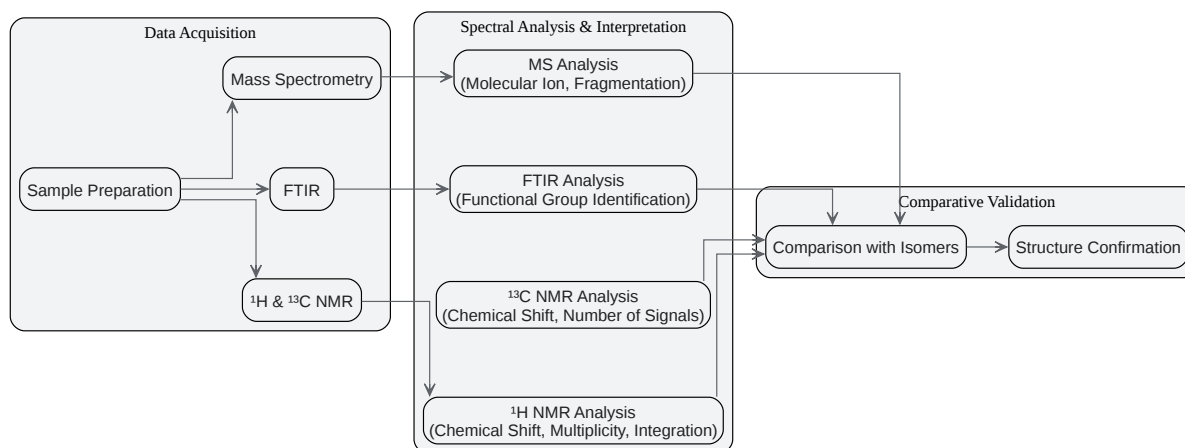 Data Acquisition
Sample Preparation
Mass Spectrometry
FTIR
¹H & ¹³C NMR
Spectral Analysis & Interpretation
MS Analysis
(Molecular Ion, Fragmentation)
FTIR Analysis
(Functional Group Identification)
¹³C NMR Analysis
(Chemical Shift, Number of Signals)
¹H NMR Analysis
(Chemical Shift, Multiplicity, Integration)
Comparative Validation
Comparison with Isomers
Structure Confirmation